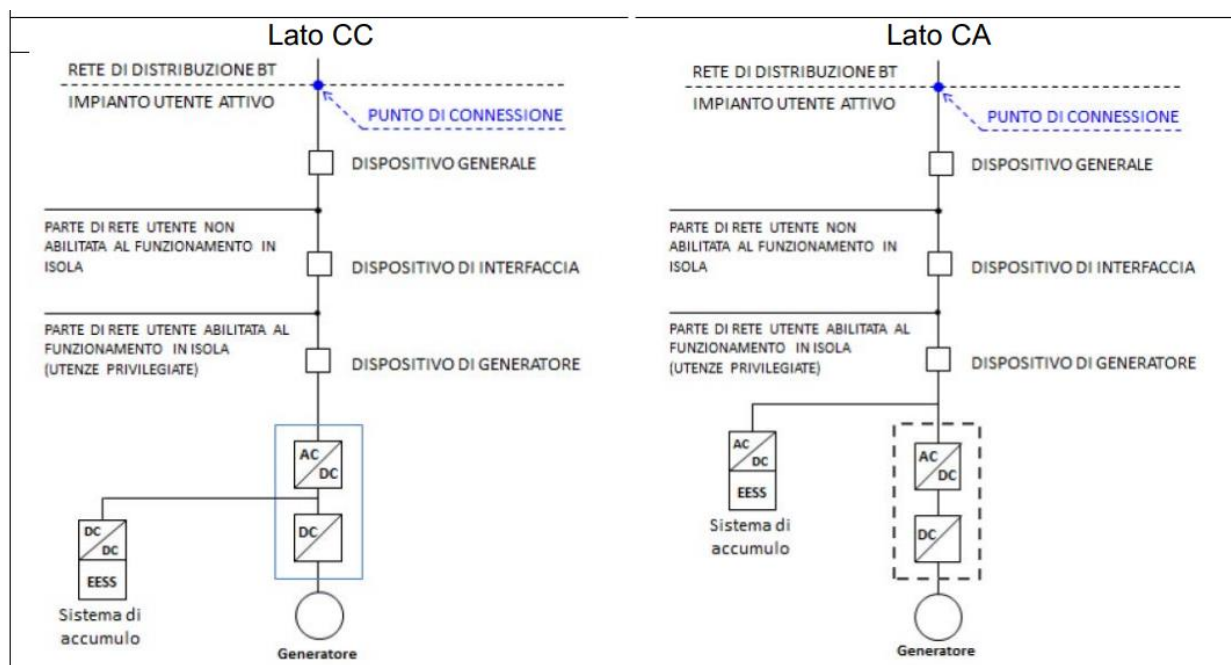 Lato CC
RETE DI DISTRIBUZIONE BT
IMPIANTO UTENTE ATTIVO
PUNTO DI CONNESSIONE
DISPOSITIVO GENERALE
PARTE DI RETE UTENTE NON
ABILITATA AL FUNZIONAMENTO IN
ISOLA
DISPOSITIVO DI INTERFACCIA
PARTE DI RETE UTENTE ABILITATA AL
FUNZIONAMENTO IN ISOLA
(UTENZE PRIVILEGIATE)
DISPOSITIVO DI GENERATORE
AC
DC
DC
DC
DC
EESS
Sistema di
accumulo
Generatore
Lato CA
RETE DI DISTRIBUZIONE BT
IMPIANTO UTENTE ATTIVO
PUNTO DI CONNESSIONE
DISPOSITIVO GENERALE
PARTE DI RETE UTENTE NON
ABILITATA AL FUNZIONAMENTO IN
ISOLA
DISPOSITIVO DI INTERFACCIA
PARTE DI RETE UTENTE ABILITATA AL
FUNZIONAMENTO IN ISOLA
(UTENZE PRIVILEGIATE)
DISPOSITIVO DI GENERATORE
AC
DC
EESS
Sistema di
accumulo
AC
DC
DC
Generatore